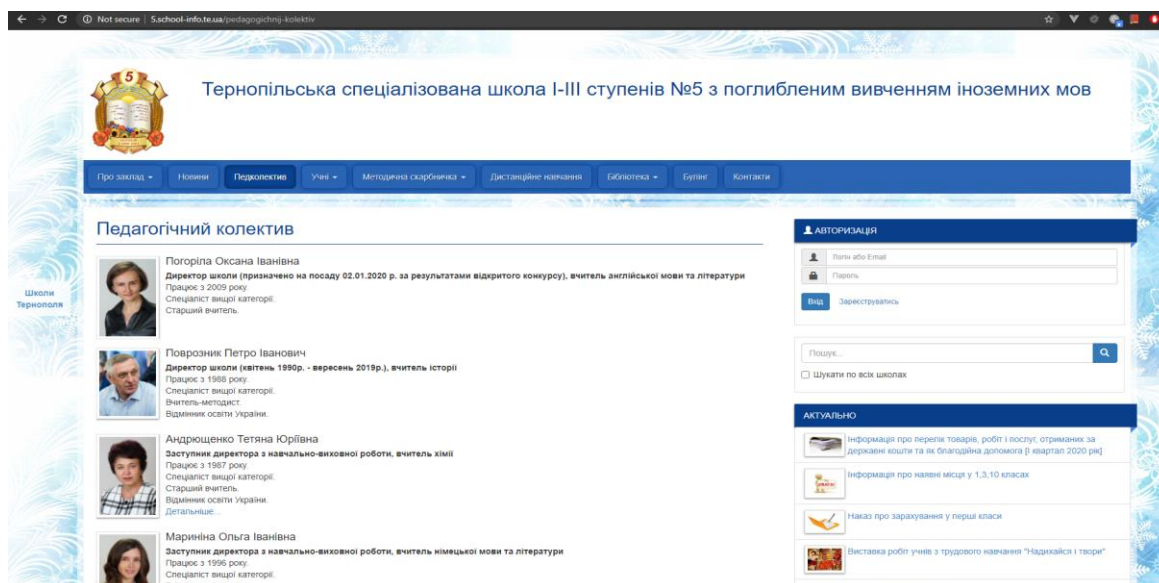 Not secure | 5.school-info.te.ua/pedagogichnij-kolektiv
5
Тернопільська спеціалізована школа І-ІІІ ступенів №5 з поглибленим вивченням іноземних мов
Про заклад
Новини
Педколектив
Учні
Методична скарбничка
Дистанційне навчання
Бібліотека
Булінг
Контакти
Школи
Тернополя
Педагогічний колектив
Погоріла Оксана Іванівна
Директор школи (призначено на посаду 02.01.2020 р. за результатами відкритого конкурсу), вчитель англійської мови та літератури
Працює з 2009 року.
Спеціаліст вищої категорії.
Старший вчитель.
Поврозник Петро Іванович
Директор школи (квітень 1990р. - вересень 2019р.), вчитель історії
Працює з 1988 року.
Спеціаліст вищої категорії.
Вчитель-методист.
Відмінник освіти України.
Андрющенко Тетяна Юріївна
Заступник директора з навчально-виховної роботи, вчитель хімії
Працює з 1987 року.
Спеціаліст вищої категорії.
Старший вчитель.
Відмінник освіти України.
Детальніше...
Мариніна Ольга Іванівна
Заступник директора з навчально-виховної роботи, вчитель німецької мови та літератури
Працює з 1996 року.
Спеціаліст вищої категорії.
АВТОРИЗАЦІЯ
Логін або Email
Пароль
Вхід
Зареєструватись
Пошук...
Шукати по всіх школах
АКТУАЛЬНО
Інформація про перелік товарів, робіт і послуг, отриманих за
державні кошти та як благодійна допомога [І квартал 2020 рік]
Інформація про наявні місця у 1,3,10 класах
Наказ про зарахування у перші класи
Виставка робіт учнів з трудового навчання "Надихайся і твори"